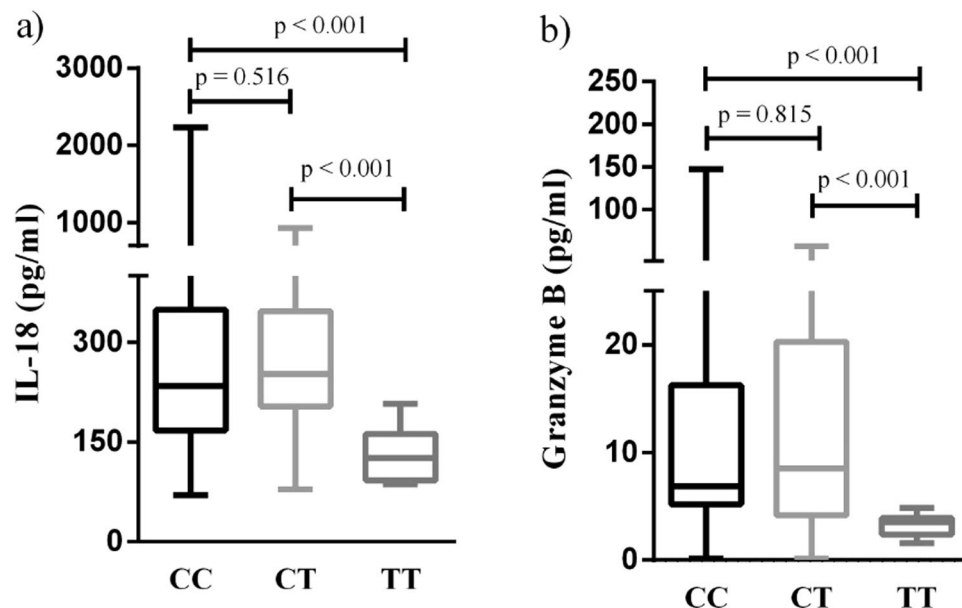 a)
p < 0.001
3000
p = 0.516
2000
p < 0.001
1000
300
150
0
IL-18 (pg/ml)
CC CT TT
b)
p < 0.001
250
200
p = 0.815
150
p < 0.001
100
20
10
0
Granzyme B (pg/ml)
CC CT TT